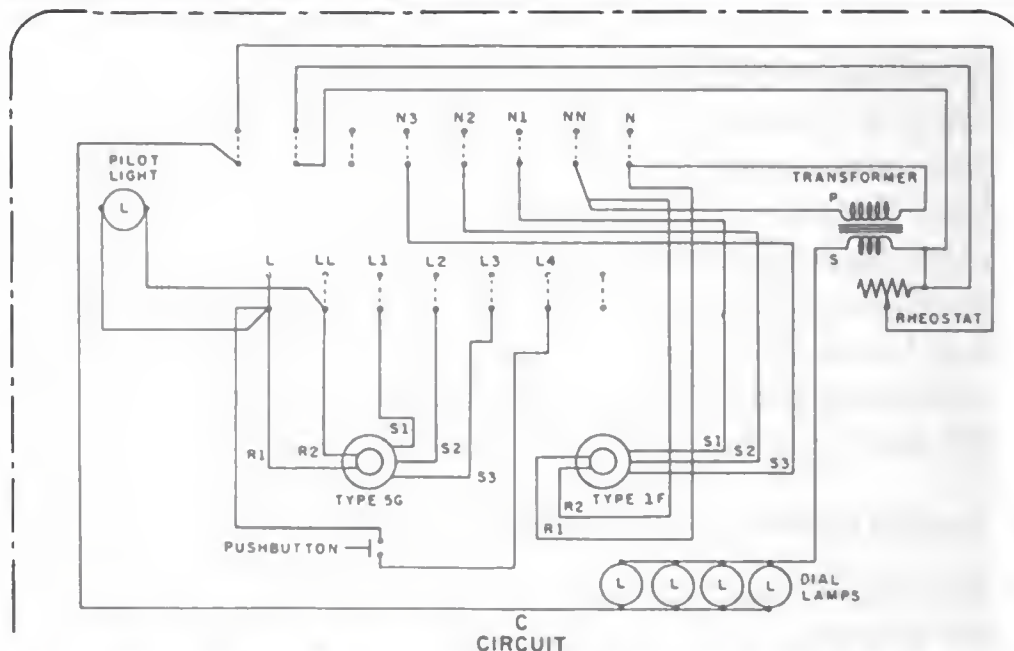 N3 N2 N1 NN N
PILOT
LIGHT
L
TRANSFORMER
P
S
L LL L1 L2 L3 L4
RHEOSTAT
S1
R1 R2 S2
S3
TYPE 5G
S1
S2
S3
TYPE 1F
R2
R1
PUSHBUTTON
L L L L
DIAL
LAMPS
C
CIRCUIT